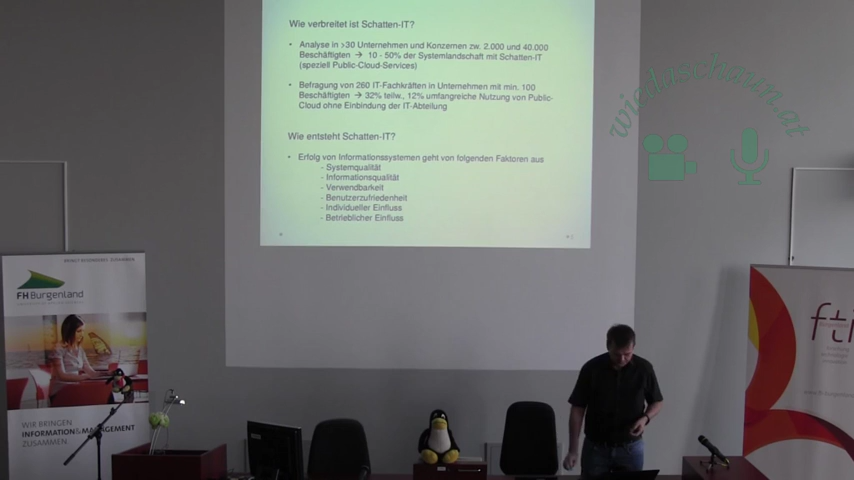 Wie verbreitet ist Schatten-IT?
• Analyse in >30 Unternehmen und Konzernen zw. 2.000 und 40.000
Beschäftigten → 10 - 50% der Systemlandschaft mit Schatten-IT
(speziell Public-Cloud-Services)
• Befragung von 260 IT-Fachkräften in Unternehmen mit min. 100
Beschäftigten → 32% teilw., 12% umfangreiche Nutzung von Public-
Cloud ohne Einbindung der IT-Abteilung
Wie entsteht Schatten-IT?
• Erfolg von Informationssystemen geht von folgenden Faktoren aus
- Systemqualität
- Informationsqualität
- Verwendbarkeit
- Benutzerzufriedenheit
- Individueller Einfluss
- Betrieblicher Einfluss
wiedaschaun.at
FH Burgenland
WIR BRINGEN
INFORMATION & MANAGEMENT
ZUSAMMEN
fti